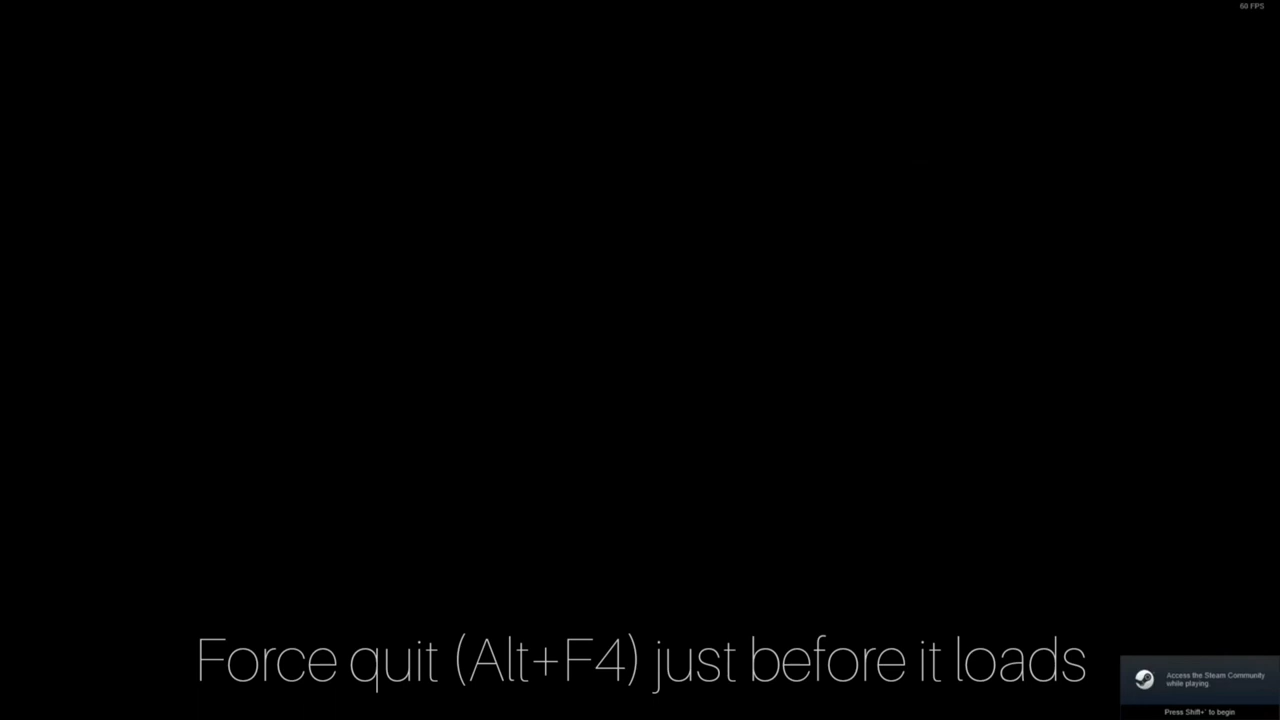 60 FPS
Force quit (Alt+F4) just before it loads
Access the Steam Community
while playing.
Press Shift+` to begin